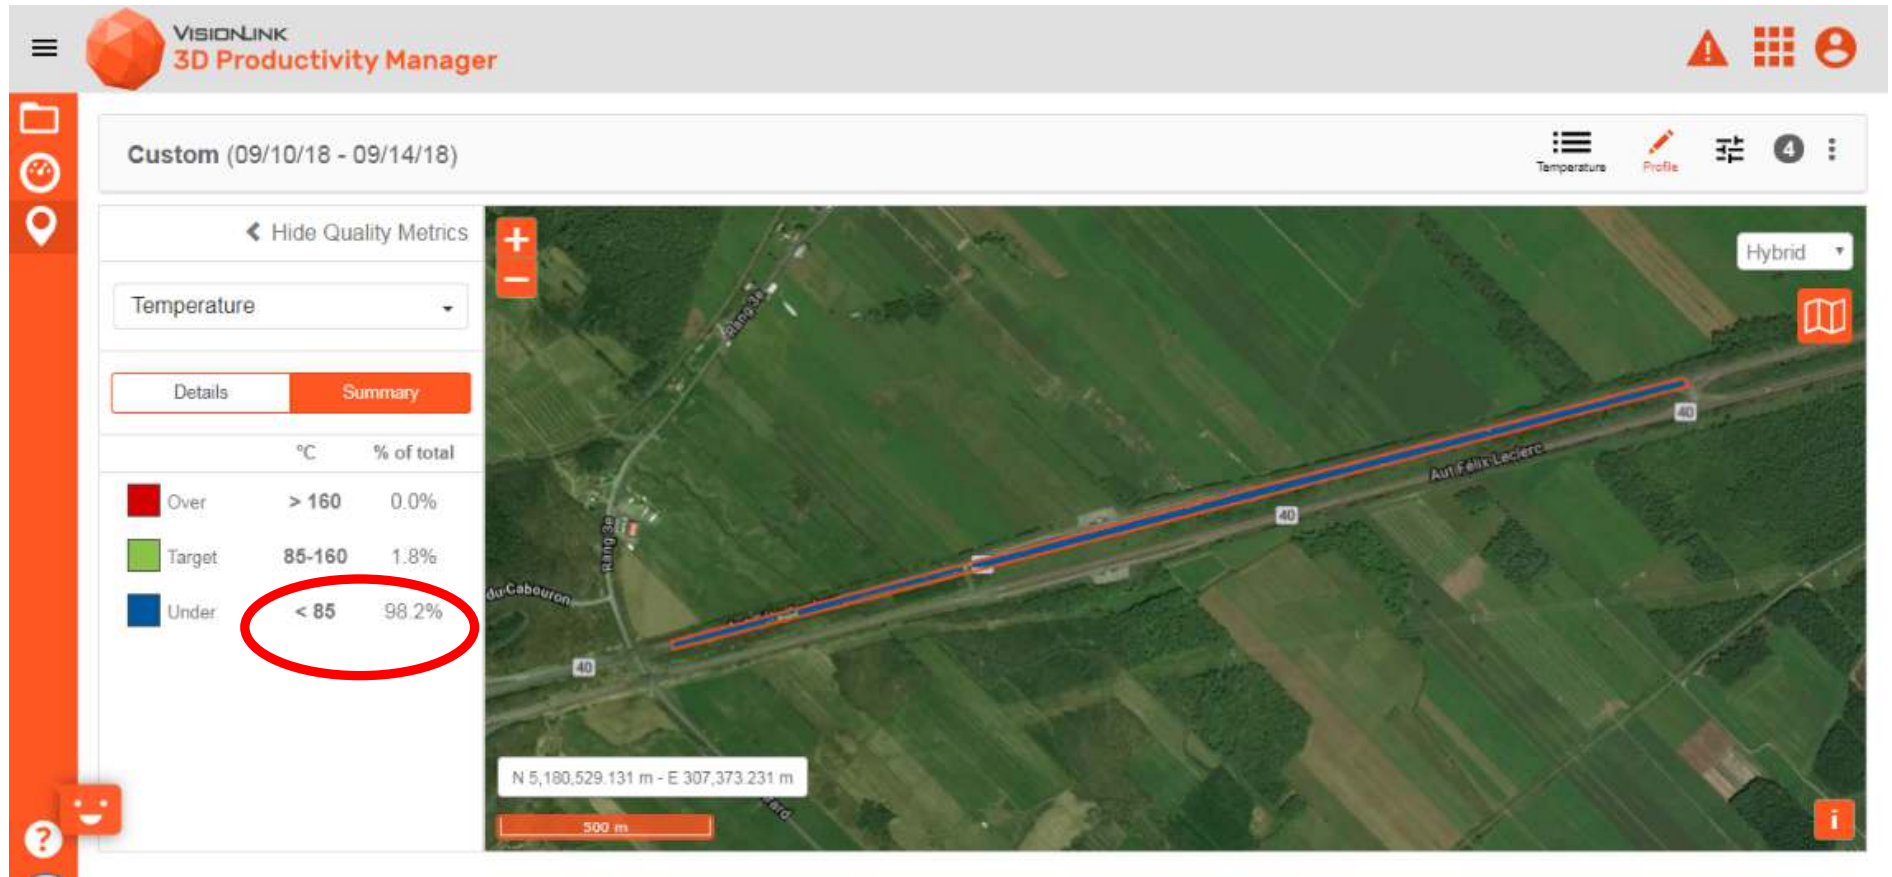 VISIONLINK
3D Productivity Manager
Custom (09/10/18 - 09/14/18)
Temperature
Profile
4
Hide Quality Metrics
Temperature
Details
Summary
°C % of total
Over > 160 0.0%
Target 85-160 1.8%
Under < 85 98.2%
Hybrid
Rang 3e
40
Aut Félix-Leclerc
40
Rang 3e
du-Cabouron
40
N 5,180,529.131 m - E 307,373.231 m
500 m
i
?